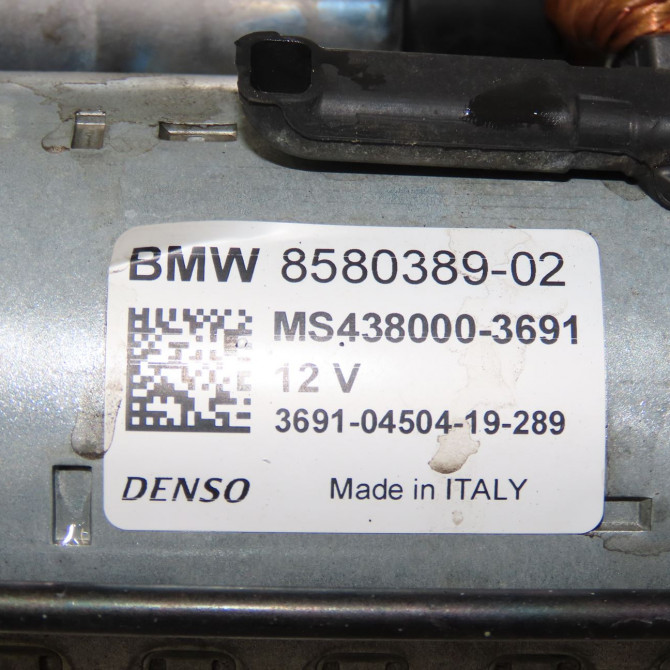 BMW 8580389-02
MS438000-3691
12 V
3691-04504-19-289
DENSO Made in ITALY